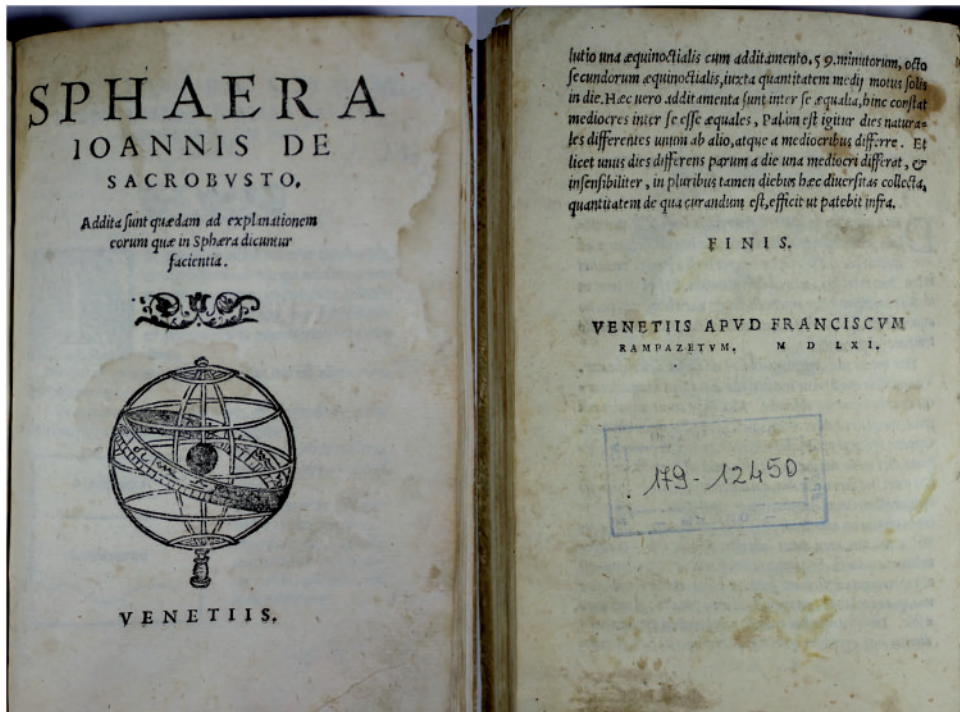 SPHAERA
IOANNIS DE
SACROBVSTO.
Addita sunt quædam ad explanationem
eorum quæ in Sphæra dicuntur
facientia.
VENETIIS.
lutio una æquinoctialis cum additamento. 59. minutorum, octo
secundorum æquinoctialis, iuxta quantitatem medij motus solis
in die. Hæc uero additamenta sunt inter se æqualia, hinc constat
mediocres inter se esse æquales, Palàm est igitur dies natura=
les differentes unum ab alio, atque a mediocribus differre. Et
licet unus dies differens parum a die una mediocri differat, &
insensibiliter, in pluribus tamen diebus hæc diuersitas collecta,
quantitatem de qua curandum est, efficit ut patebit infra.
FINIS.
VENETIIS APVD FRANCISCVM
RAMPAZETVM. M D LXI.
179-12450